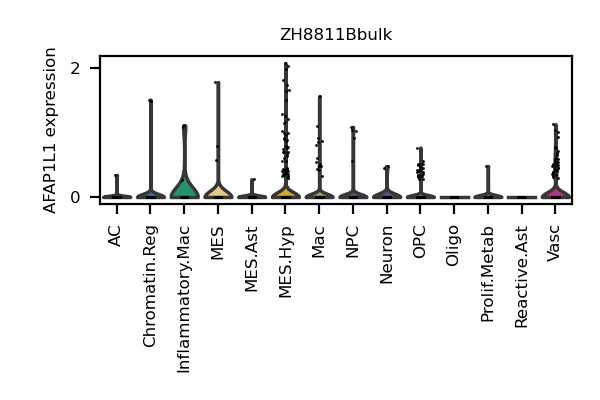 ZH8811Bbulk
AFAP1L1 expression
2
0
AC
Chromatin.Reg
Inflammatory.Mac
MES
MES.Ast
MES.Hyp
Mac
NPC
Neuron
OPC
Oligo
Prolif.Metab
Reactive.Ast
Vasc